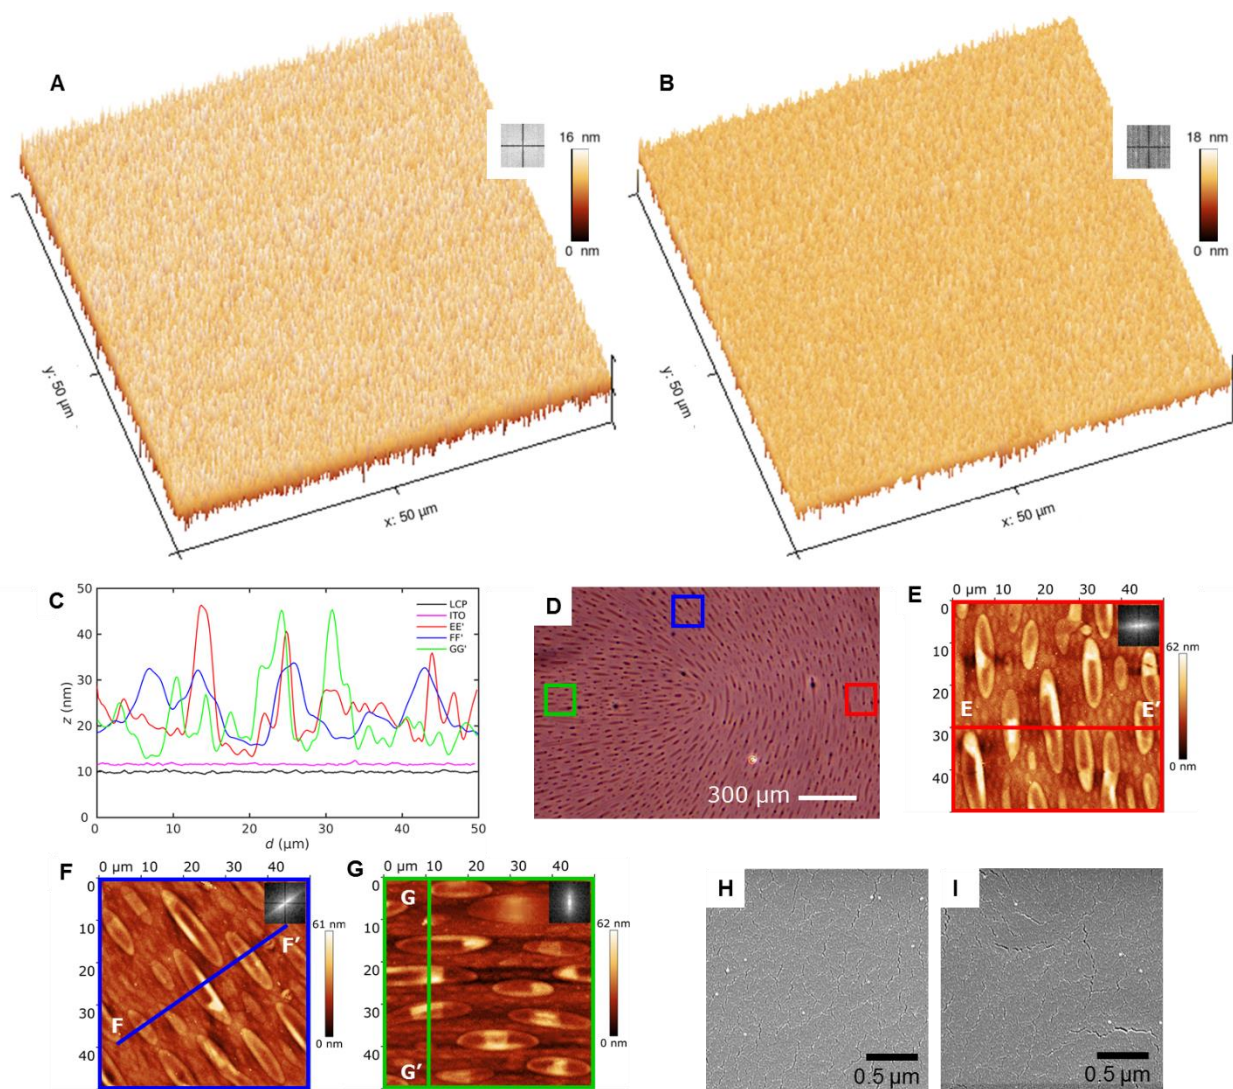 A
16 nm
0 nm
y: 50 µm
x: 50 µm
B
18 nm
0 nm
y: 50 µm
x: 50 µm
C
50
40
30
20
10
0
z (nm)
0 10 20 30 40 50
d (µm)
LCP
ITO
EE'
FF'
GG'
D
300 µm
E
0 µm 10 20 30 40
0
10
20
30
40
E E'
62 nm
0 nm
F
0 µm 10 20 30 40
0
10
20
30
40
F
F'
61 nm
0 nm
G
0 µm 10 20 30 40
0
10
20
30
40
G
G'
62 nm
0 nm
H
0.5 µm
I
0.5 µm